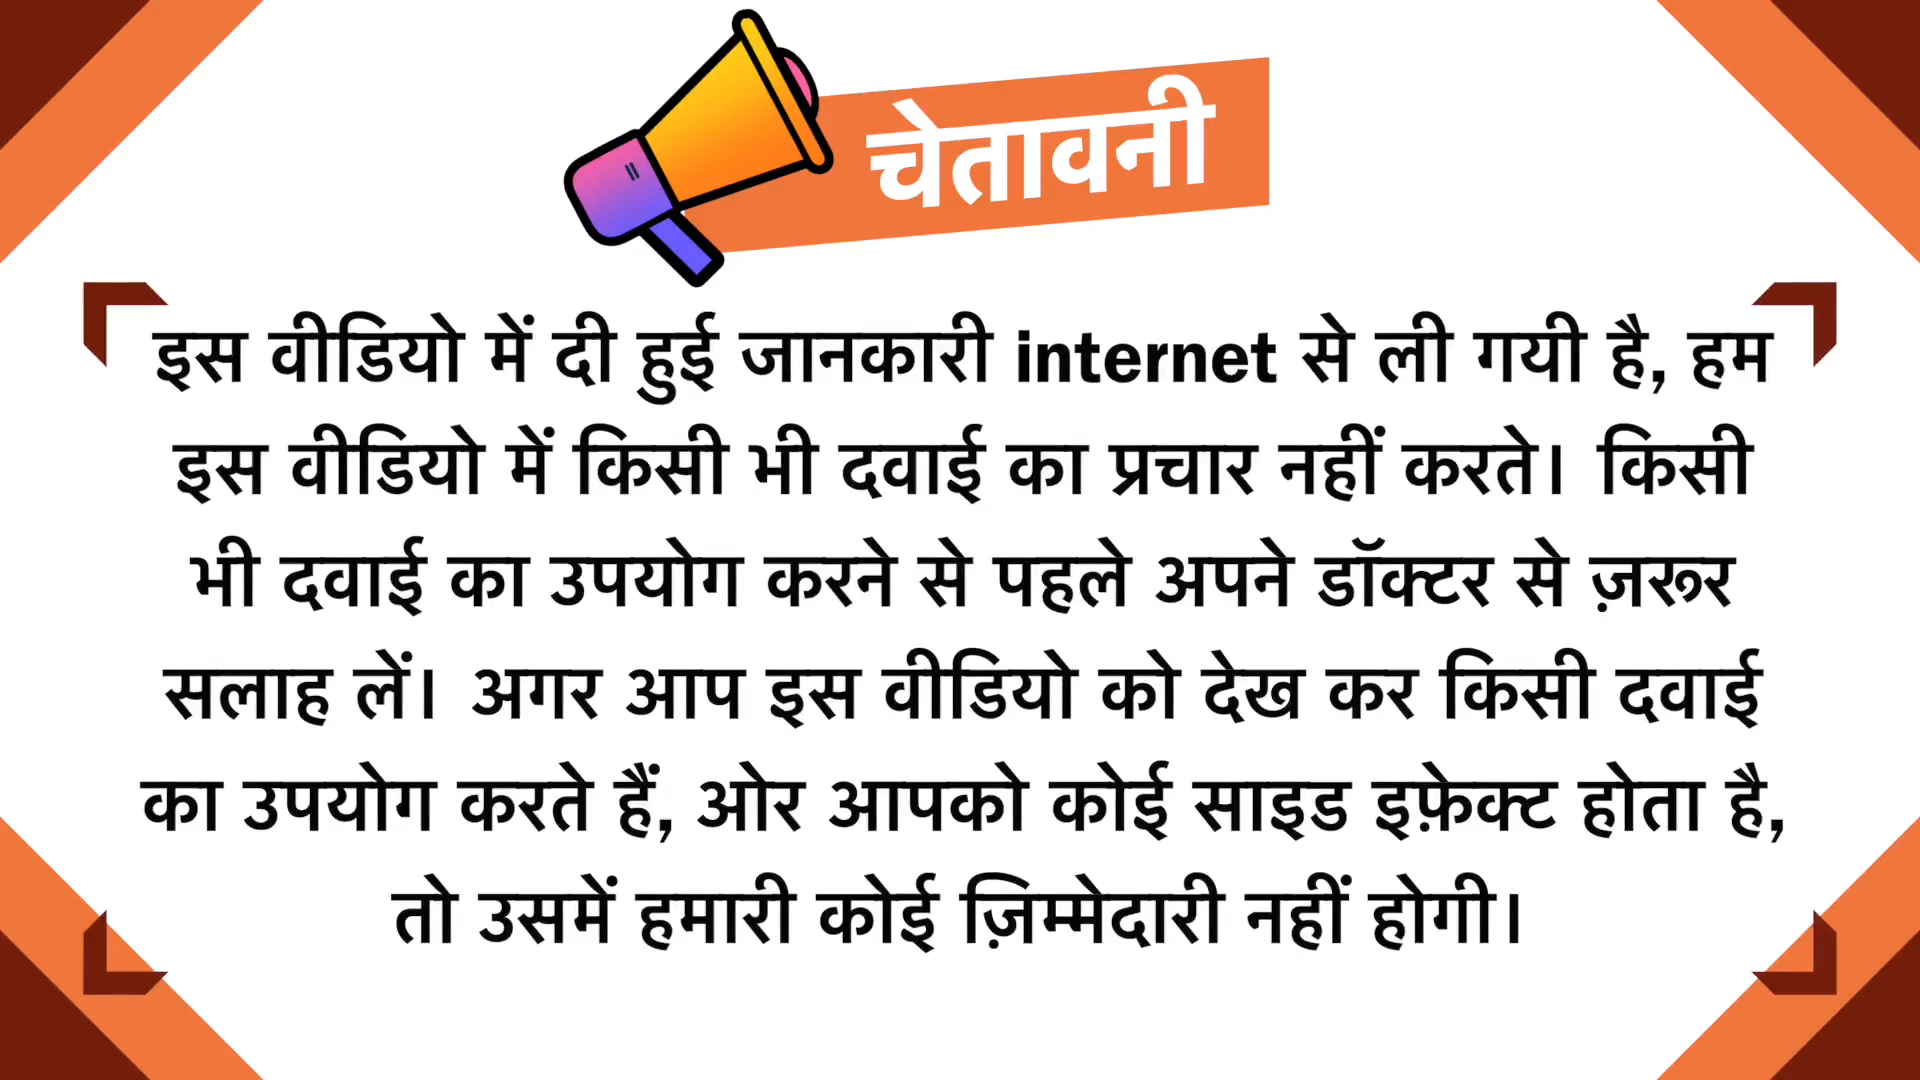 चेतावनी
इस वीडियो में दी हुई जानकारी internet से ली गयी है, हम
इस वीडियो में किसी भी दवाई का प्रचार नहीं करते। किसी
भी दवाई का उपयोग करने से पहले अपने डॉक्टर से ज़रूर
सलाह लें। अगर आप इस वीडियो को देख कर किसी दवाई
का उपयोग करते हैं, ओर आपको कोई साइड इफ़ेक्ट होता है,
तो उसमें हमारी कोई ज़िम्मेदारी नहीं होगी।